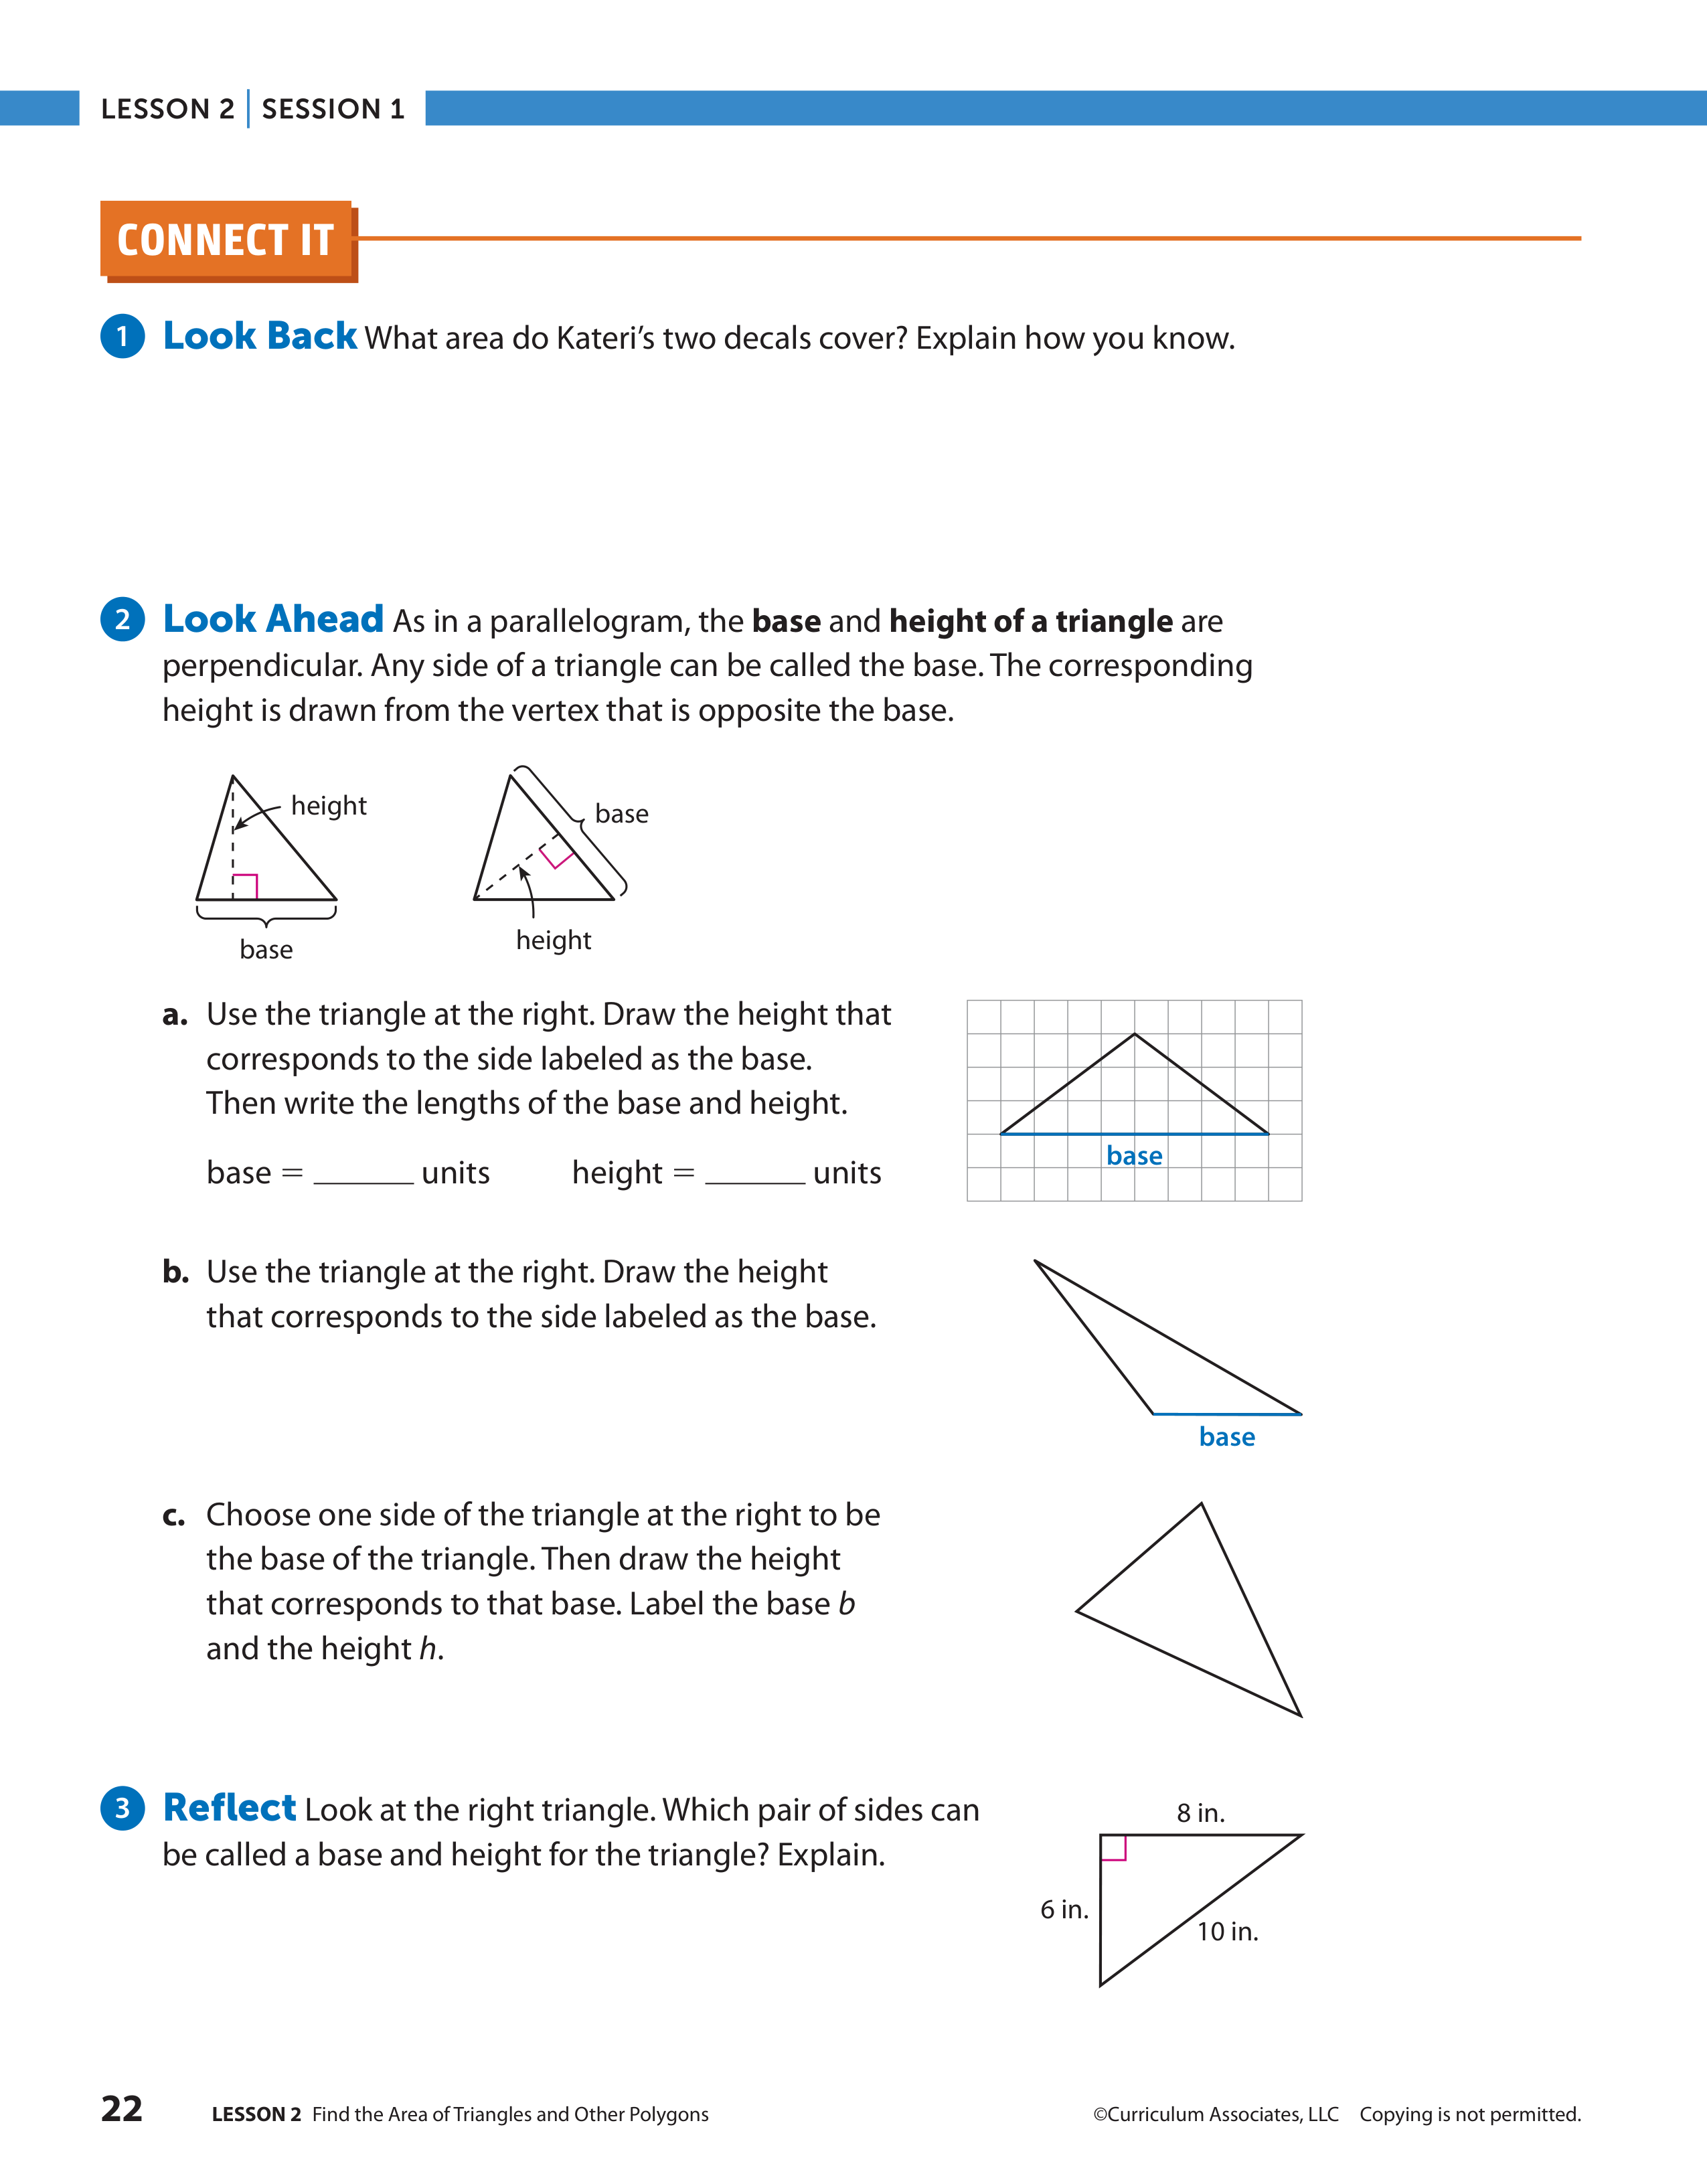 LESSON 2 | SESSION 1
CONNECT IT
1 Look Back What area do Kateri’s two decals cover? Explain how you know.
2 Look Ahead As in a parallelogram, the base and height of a triangle are
perpendicular. Any side of a triangle can be called the base. The corresponding
height is drawn from the vertex that is opposite the base.
height
base
base
height
a. Use the triangle at the right. Draw the height that
corresponds to the side labeled as the base.
Then write the lengths of the base and height.
base = ______ units height = ______ units
base
b. Use the triangle at the right. Draw the height
that corresponds to the side labeled as the base.
base
c. Choose one side of the triangle at the right to be
the base of the triangle. Then draw the height
that corresponds to that base. Label the base b
and the height h.
3 Reflect Look at the right triangle. Which pair of sides can
be called a base and height for the triangle? Explain.
8 in.
6 in.
10 in.
22 LESSON 2 Find the Area of Triangles and Other Polygons ©Curriculum Associates, LLC Copying is not permitted.